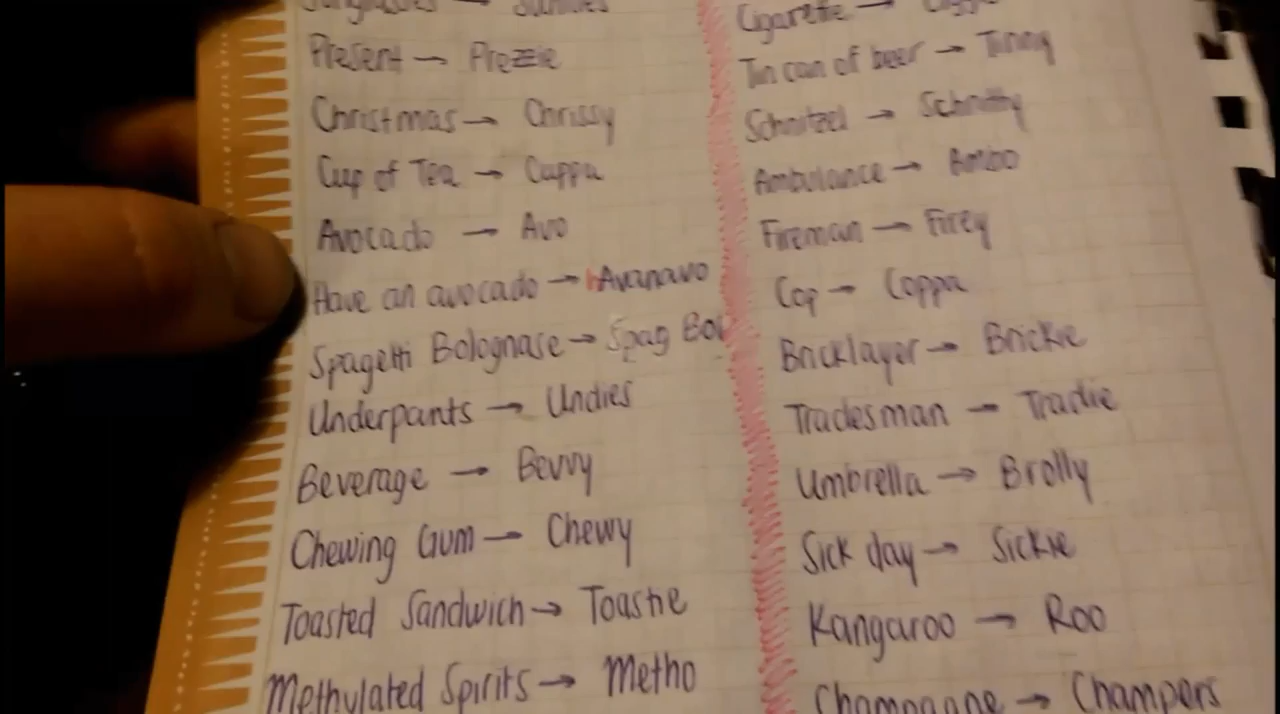 Sunglasses → Sunnies
Present → Prezzie
Christmas → Chrissy
Cup of Tea → Cuppa
Avocado → Avo
Have an avocado → Avanavo
Spagetti Bolognase → Spag Bol
Underpants → Undies
Beverage → Bevvy
Chewing Gum → Chewy
Toasted Sandwich → Toastie
Methylated Spirits → Metho
Cigarette →
Tin can of beer → Tinny
Schnitzel → Schnitty
Ambulance → Ambo
Fireman → Firey
Cop → Coppa
Bricklayer → Brickie
Tradesman → Tradie
Umbrella → Brolly
Sick day → Sickie
Kangaroo → Roo
Champagne → Champers